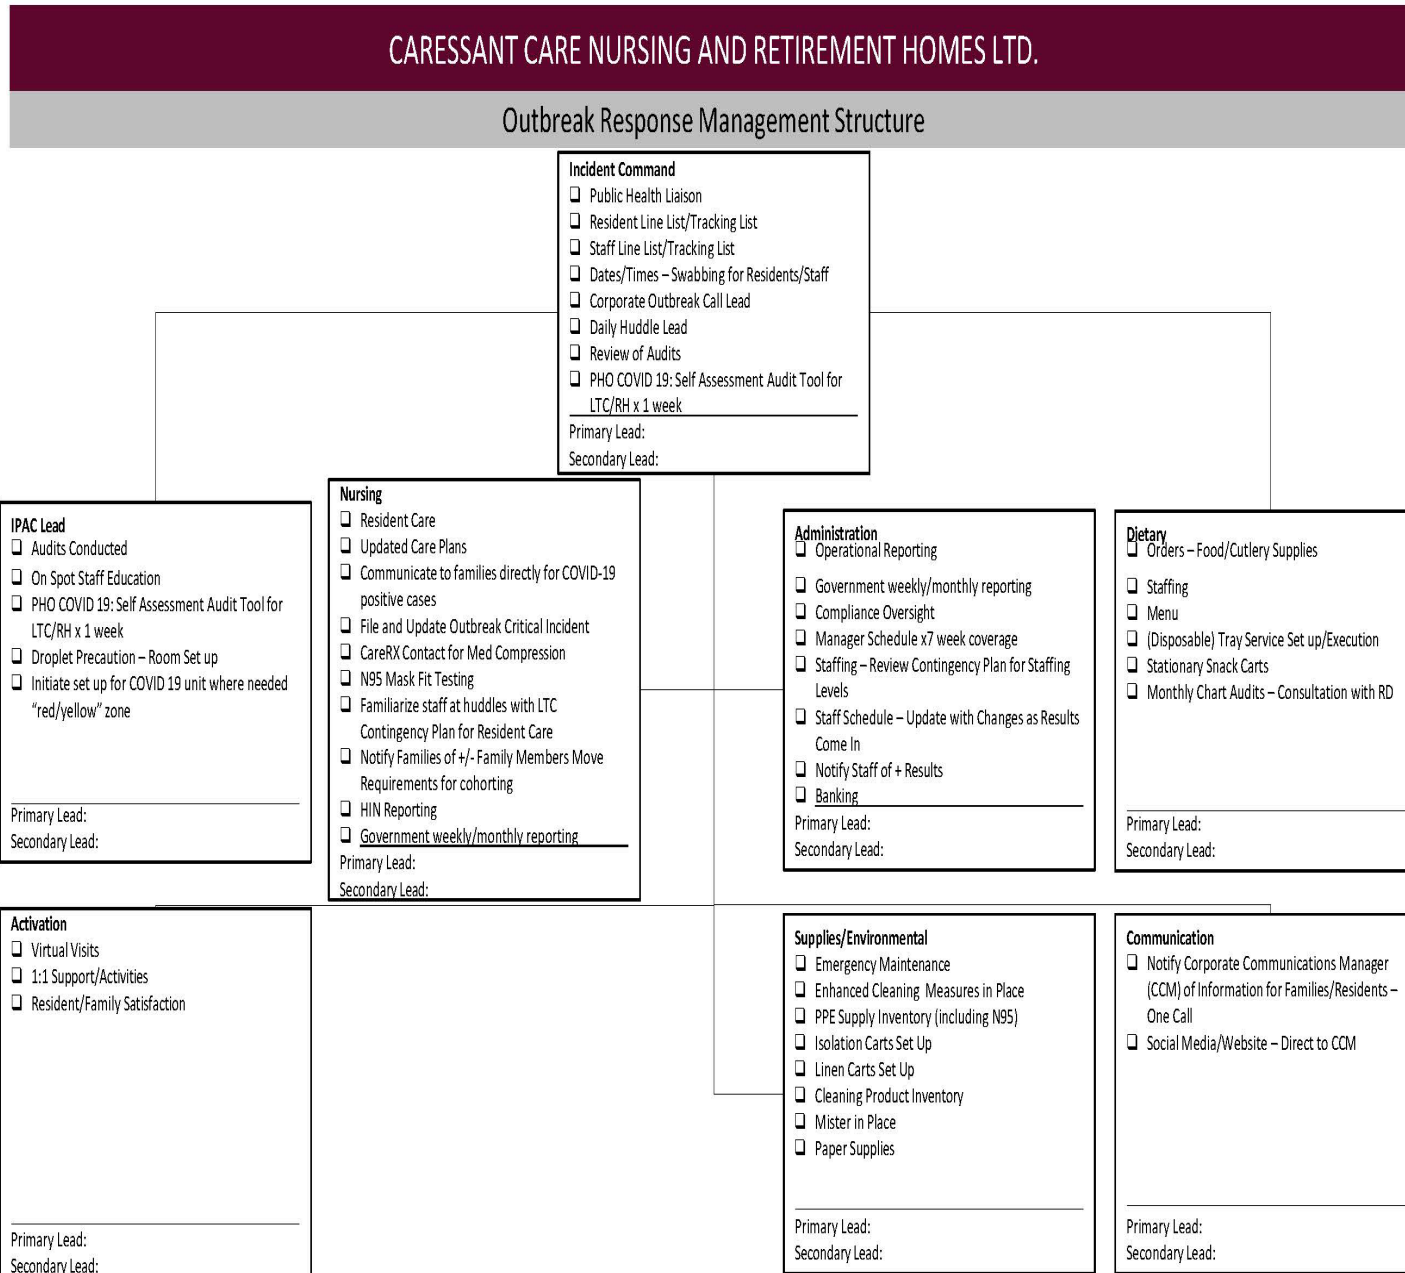 CARESSANT CARE NURSING AND RETIREMENT HOMES LTD.
Outbreak Response Management Structure
Incident Command
❑ Public Health Liaison
❑ Resident Line List/Tracking List
❑ Staff Line List/Tracking List
❑ Dates/Times – Swabbing for Residents/Staff
❑ Corporate Outbreak Call Lead
❑ Daily Huddle Lead
❑ Review of Audits
❑ PHO COVID 19: Self Assessment Audit Tool for
LTC/RH x 1 week
Primary Lead:
Secondary Lead:
IPAC Lead
❑ Audits Conducted
❑ On Spot Staff Education
❑ PHO COVID 19: Self Assessment Audit Tool for
LTC/RH x 1 week
❑ Droplet Precaution – Room Set up
❑ Initiate set up for COVID 19 unit where needed
“red/yellow” zone
Primary Lead:
Secondary Lead:
Nursing
❑ Resident Care
❑ Updated Care Plans
❑ Communicate to families directly for COVID-19
positive cases
❑ File and Update Outbreak Critical Incident
❑ CareRX Contact for Med Compression
❑ N95 Mask Fit Testing
❑ Familiarize staff at huddles with LTC
Contingency Plan for Resident Care
❑ Notify Families of +/- Family Members Move
Requirements for cohorting
❑ HIN Reporting
❑ Government weekly/monthly reporting
Primary Lead:
Secondary Lead:
Administration
❑ Operational Reporting
❑ Government weekly/monthly reporting
❑ Compliance Oversight
❑ Manager Schedule x7 week coverage
❑ Staffing – Review Contingency Plan for Staffing
Levels
❑ Staff Schedule – Update with Changes as Results
Come In
❑ Notify Staff of + Results
❑ Banking
Primary Lead:
Secondary Lead:
Dietary
❑ Orders – Food/Cutlery Supplies
❑ Staffing
❑ Menu
❑ (Disposable) Tray Service Set up/Execution
❑ Stationary Snack Carts
❑ Monthly Chart Audits – Consultation with RD
Primary Lead:
Secondary Lead:
Activation
❑ Virtual Visits
❑ 1:1 Support/Activities
❑ Resident/Family Satisfaction
Primary Lead:
Secondary Lead:
Supplies/Environmental
❑ Emergency Maintenance
❑ Enhanced Cleaning Measures in Place
❑ PPE Supply Inventory (including N95)
❑ Isolation Carts Set Up
❑ Linen Carts Set Up
❑ Cleaning Product Inventory
❑ Mister in Place
❑ Paper Supplies
Primary Lead:
Secondary Lead:
Communication
❑ Notify Corporate Communications Manager
(CCM) of Information for Families/Residents –
One Call
❑ Social Media/Website – Direct to CCM
Primary Lead:
Secondary Lead: